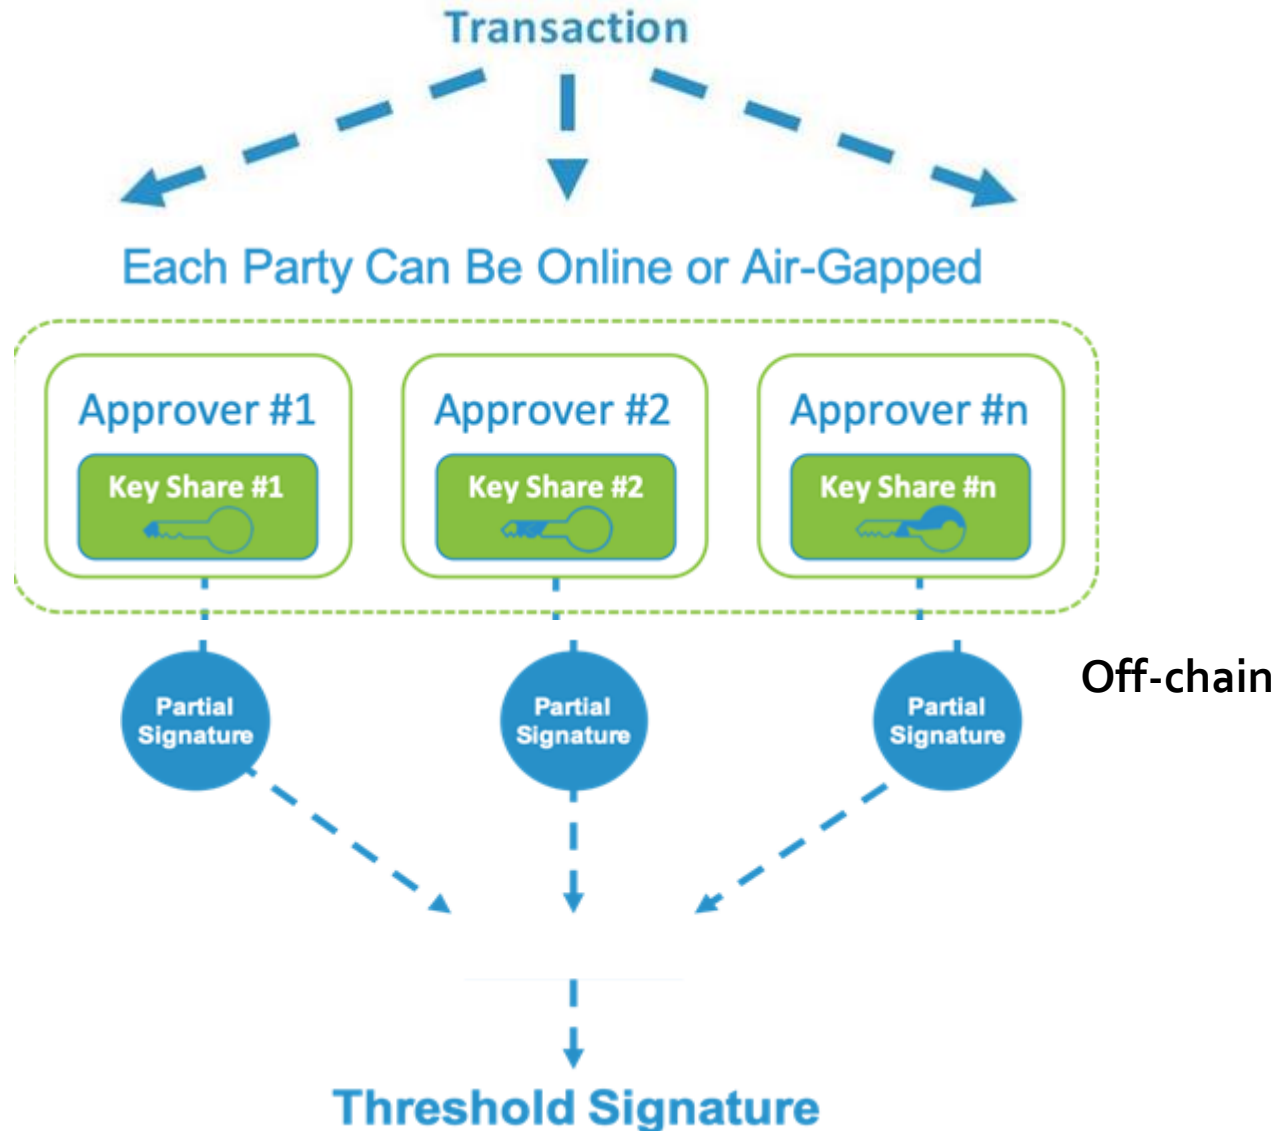 Transaction
Each Party Can Be Online or Air-Gapped
Approver #1
Key Share #1
Approver #2
Key Share #2
Approver #n
Key Share #n
Off-chain
Partial
Signature
Partial
Signature
Partial
Signature
Threshold Signature